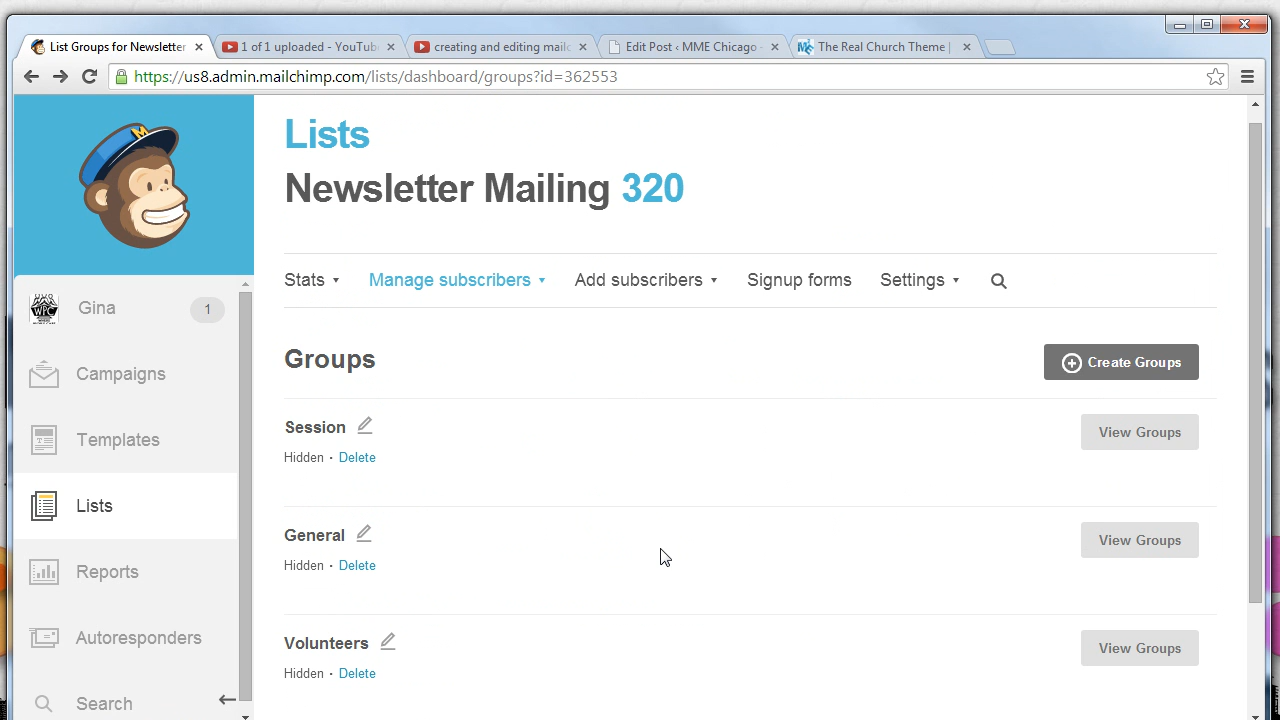 List Groups for Newsletter
1 of 1 uploaded - YouTub
creating and editing mailc
Edit Post ‹ MME Chicago -
The Real Church Theme |
https://us8.admin.mailchimp.com/lists/dashboard/groups?id=362553
Lists
Newsletter Mailing 320
Stats
Manage subscribers
Add subscribers
Signup forms
Settings
WPC
Gina
1
Campaigns
Templates
Lists
Reports
Autoresponders
Search
Groups
Create Groups
Session
View Groups
Hidden · Delete
General
View Groups
Hidden · Delete
Volunteers
View Groups
Hidden · Delete